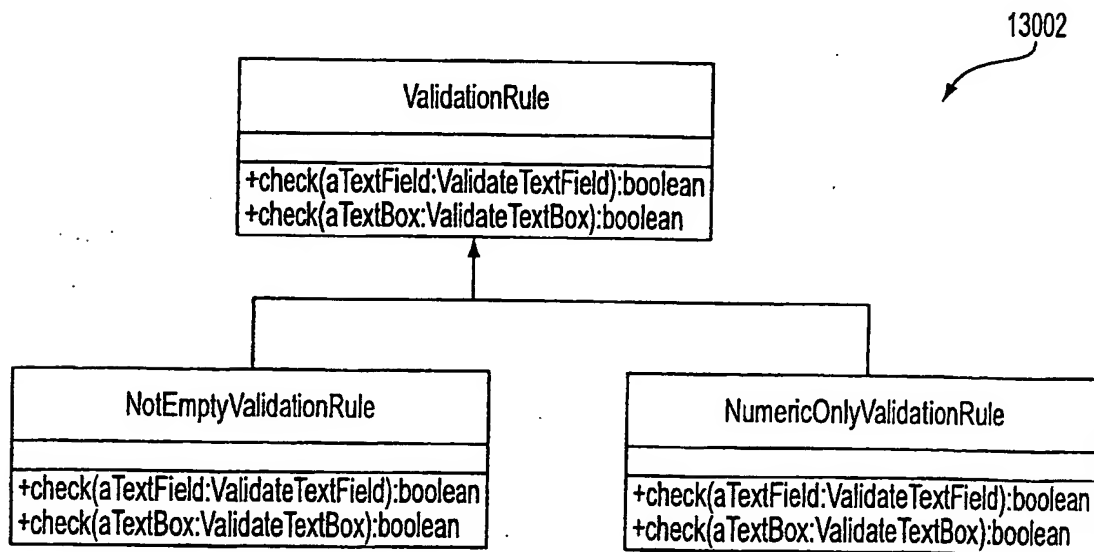 13002
ValidationRule
+check(aTextField:ValidateTextField):boolean
+check(aTextBox:ValidateTextBox):boolean
NotEmptyValidationRule
+check(aTextField:ValidateTextField):boolean
+check(aTextBox:ValidateTextBox):boolean
NumericOnlyValidationRule
+check(aTextField:ValidateTextField):boolean
+check(aTextBox:ValidateTextBox):boolean